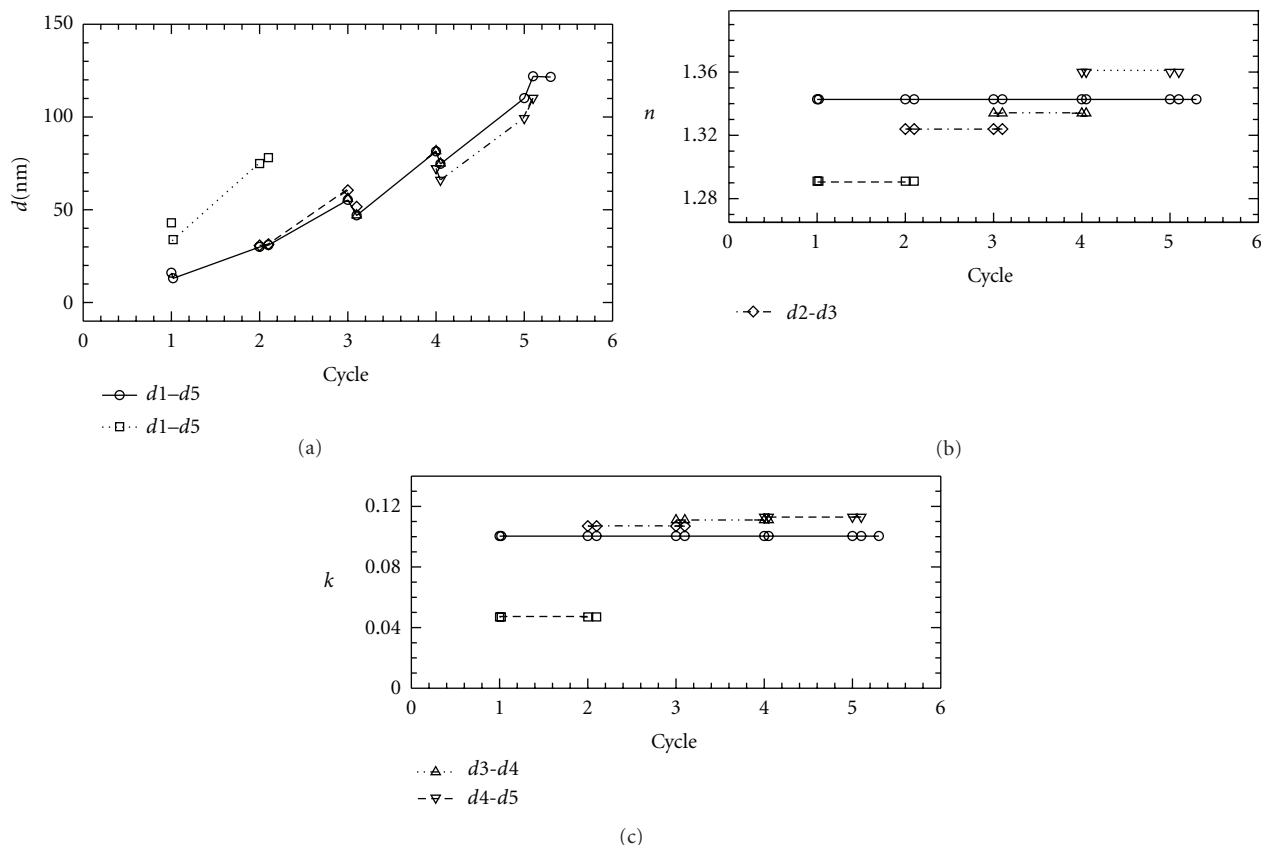 150
100
50
0
d(nm)
0 1 2 3 4 5 6
Cycle
d1–d5
d1–d5
(a)
1.36
1.32
1.28
n
0 1 2 3 4 5 6
Cycle
d2-d3
(b)
0.12
0.08
0.04
0
k
0 1 2 3 4 5 6
Cycle
d3-d4
d4-d5
(c)